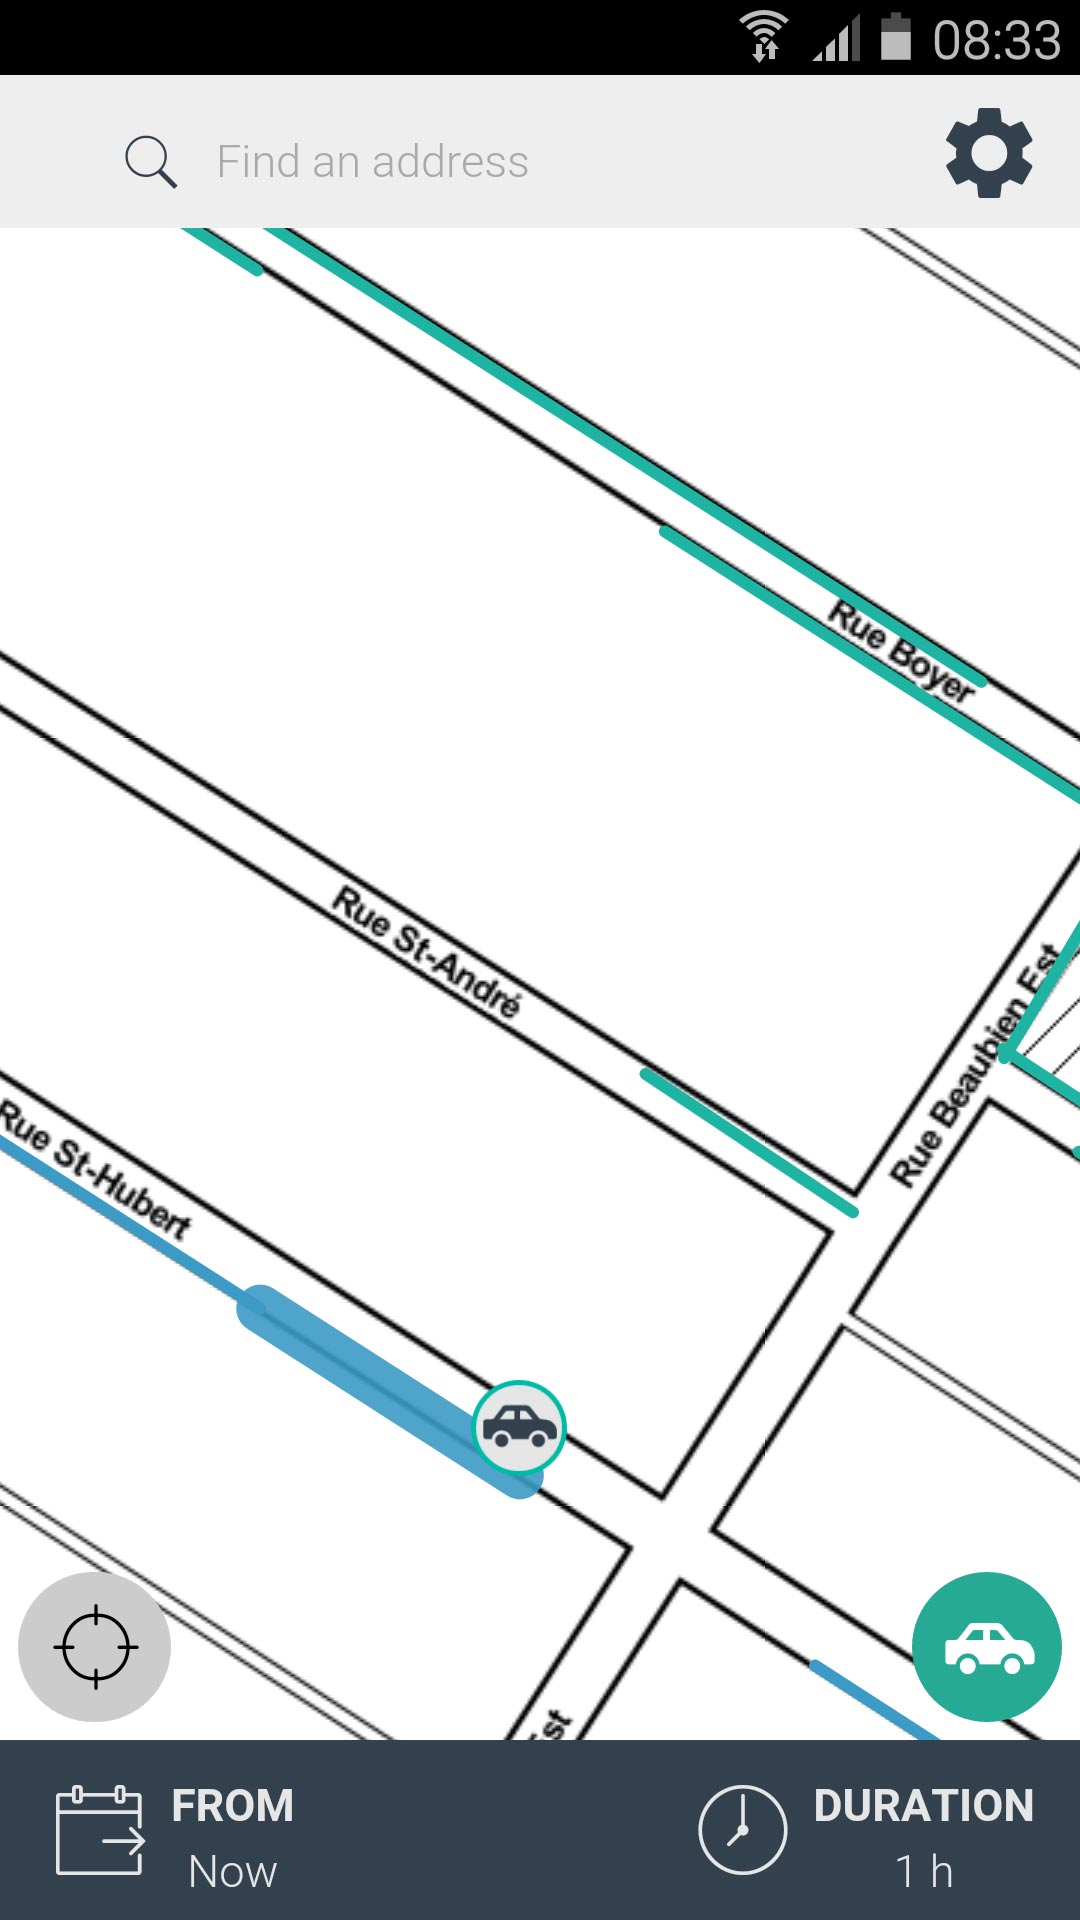 08:33
Find an address
Rue Boyer
Rue St-André
Rue Beaubien Est
Rue St-Hubert
Est
FROM
Now
DURATION
1 h